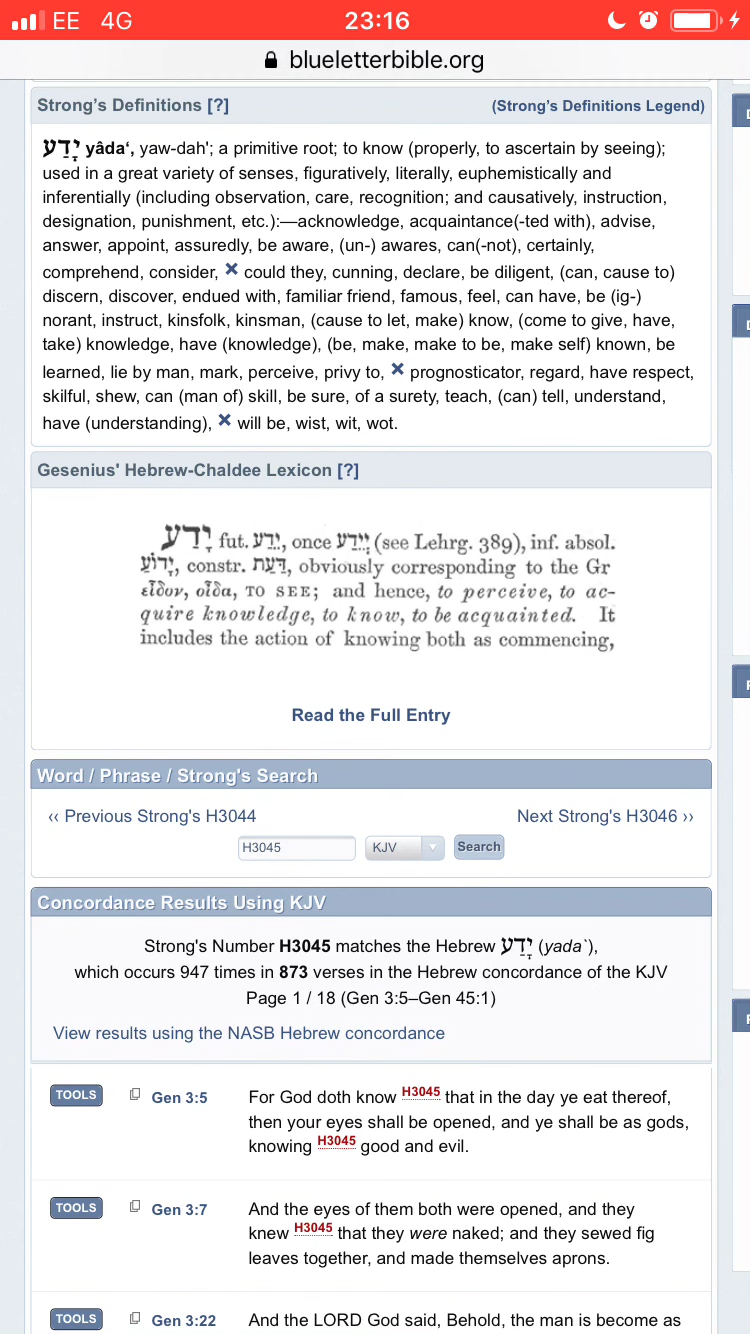 EE 4G 23:16
blueletterbible.org
Strong's Definitions [?] (Strong's Definitions Legend)
יָדַע yâdaʻ, yaw-dah'; a primitive root; to know (properly, to ascertain by seeing);
used in a great variety of senses, figuratively, literally, euphemistically and
inferentially (including observation, care, recognition; and causatively, instruction,
designation, punishment, etc.):—acknowledge, acquaintance(-ted with), advise,
answer, appoint, assuredly, be aware, (un-) awares, can(-not), certainly,
comprehend, consider, × could they, cunning, declare, be diligent, (can, cause to)
discern, discover, endued with, familiar friend, famous, feel, can have, be (ig-)
norant, instruct, kinsfolk, kinsman, (cause to let, make) know, (come to give, have,
take) knowledge, have (knowledge), (be, make, make to be, make self) known, be
learned, lie by man, mark, perceive, privy to, × prognosticator, regard, have respect,
skilful, shew, can (man of) skill, be sure, of a surety, teach, (can) tell, understand,
have (understanding), × will be, wist, wit, wot.
Gesenius' Hebrew-Chaldee Lexicon [?]
יָדַע fut. יֵדַע, once יְיֵדַע (see Lehrg. 389), inf. absol.
יָדוֹעַ, constr. דַּעַת, obviously corresponding to the Gr
εἶδον, οἶδα, TO SEE; and hence, to perceive, to ac-
quire knowledge, to know, to be acquainted. It
includes the action of knowing both as commencing,
Read the Full Entry
Word / Phrase / Strong's Search
‹‹ Previous Strong's H3044 Next Strong's H3046 ››
H3045 KJV Search
Concordance Results Using KJV
Strong's Number H3045 matches the Hebrew יָדַע (yada`),
which occurs 947 times in 873 verses in the Hebrew concordance of the KJV
Page 1 / 18 (Gen 3:5–Gen 45:1)
View results using the NASB Hebrew concordance
TOOLS Gen 3:5 For God doth know H3045 that in the day ye eat thereof,
then your eyes shall be opened, and ye shall be as gods,
knowing H3045 good and evil.
TOOLS Gen 3:7 And the eyes of them both were opened, and they
knew H3045 that they were naked; and they sewed fig
leaves together, and made themselves aprons.
TOOLS Gen 3:22 And the LORD God said, Behold, the man is become as